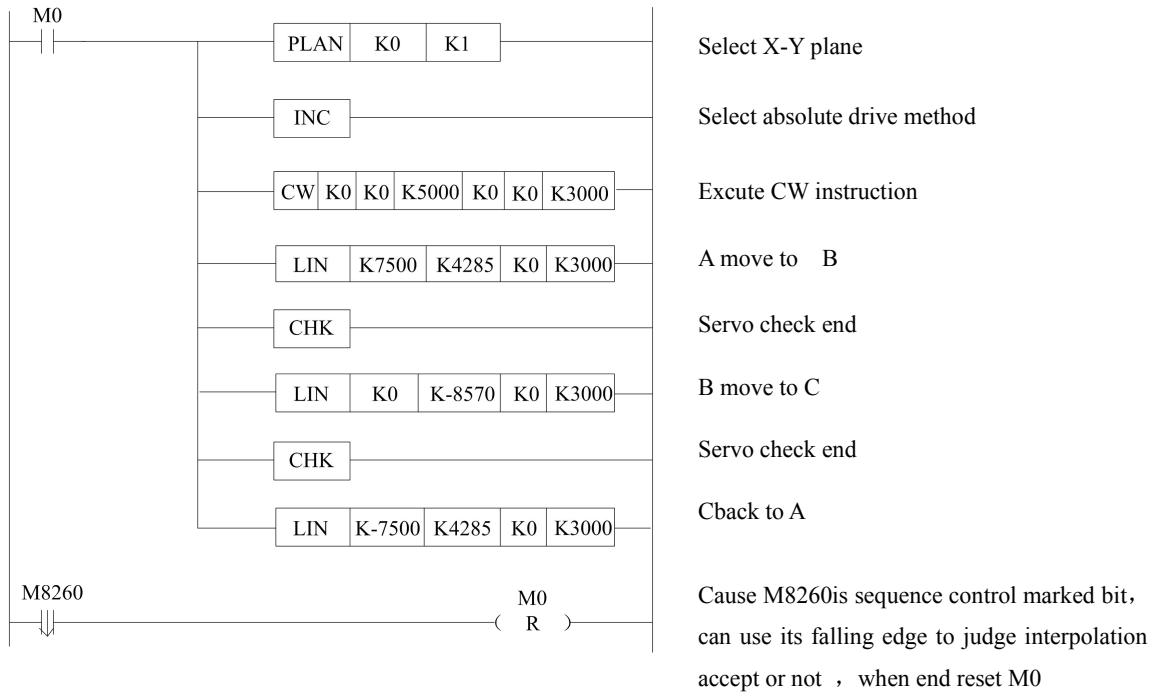 M0
PLAN K0 K1 Select X-Y plane
INC Select absolute drive method
CW K0 K0 K5000 K0 K0 K3000 Excute CW instruction
LIN K7500 K4285 K0 K3000 A move to B
CHK Servo check end
LIN K0 K-8570 K0 K3000 B move to C
CHK Servo check end
LIN K-7500 K4285 K0 K3000 Cback to A
M8260 M0
( R ) Cause M8260is sequence control marked bit，
can use its falling edge to judge interpolation
accept or not ，when end reset M0